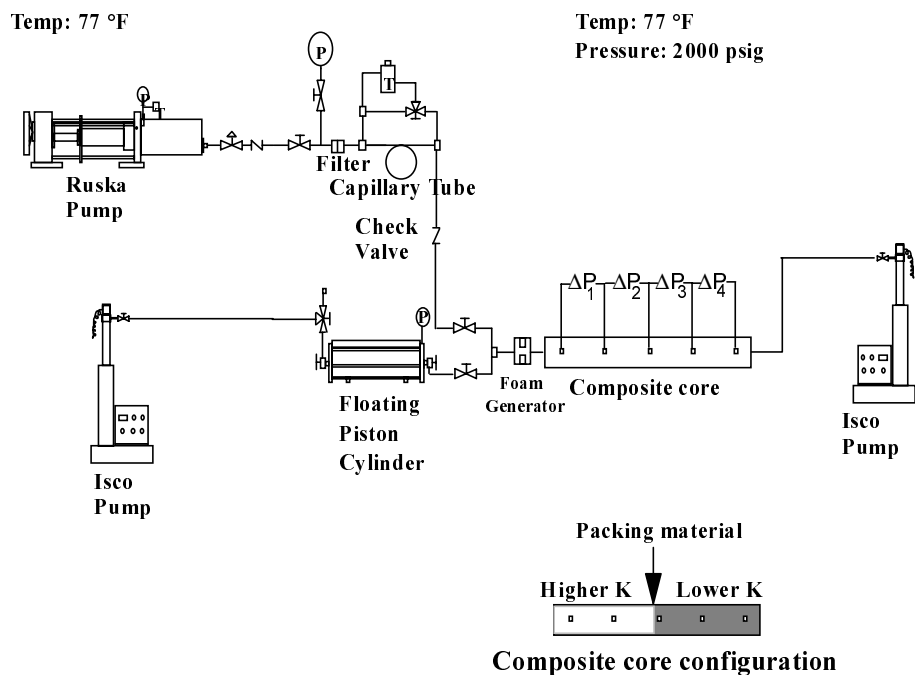 Temp: 77 °F
Temp: 77 °F
Pressure: 2000 psig
P
T
P
Ruska
Pump
Filter
Capillary Tube
Check
Valve
ΔP1 ΔP2 ΔP3 ΔP4
P
Foam
Generator
Composite core
Floating
Piston
Cylinder
Isco
Pump
Isco
Pump
Packing material
Higher K Lower K
Composite core configuration